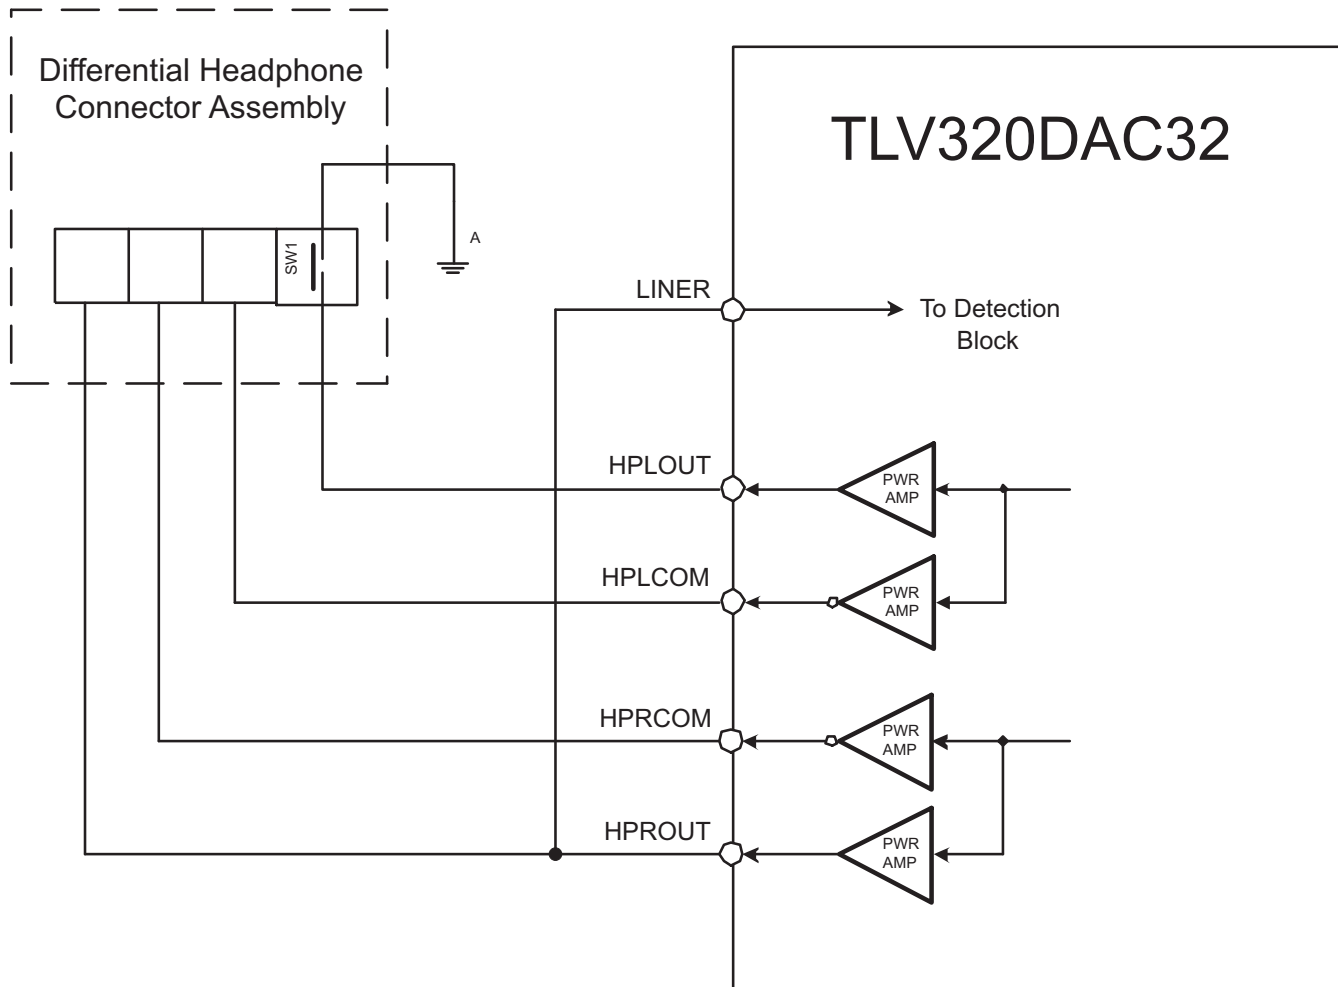 Differential Headphone
Connector Assembly
TLV320DAC32
SW1
A
LINER
To Detection
Block
HPLOUT
PWR
AMP
HPLCOM
PWR
AMP
HPRCOM
PWR
AMP
HPROUT
PWR
AMP